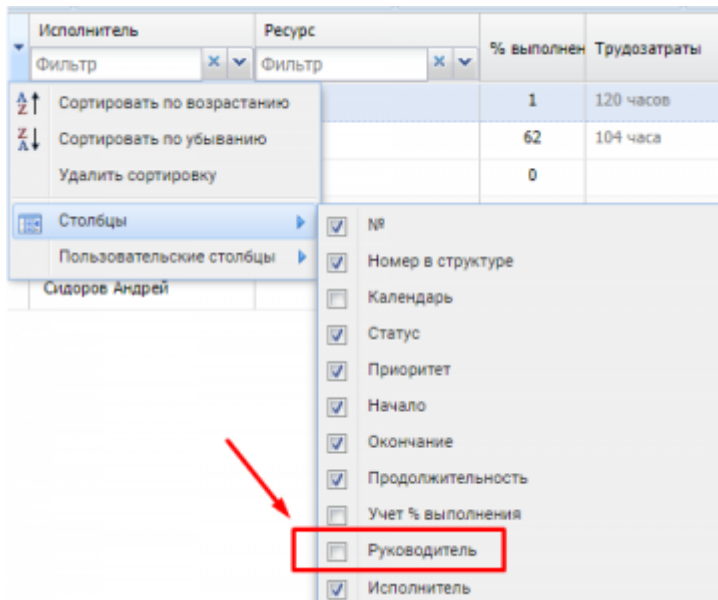 Исполнитель Ресурс % выполнен Трудозатраты
Фильтр Фильтр
Сортировать по возрастанию 1 120 часов
Сортировать по убыванию 62 104 часа
Удалить сортировку 0
Столбцы
№
Пользовательские столбцы
Номер в структуре
Сидоров Андрей
Календарь
Статус
Приоритет
Начало
Окончание
Продолжительность
Учет % выполнения
Руководитель
Исполнитель